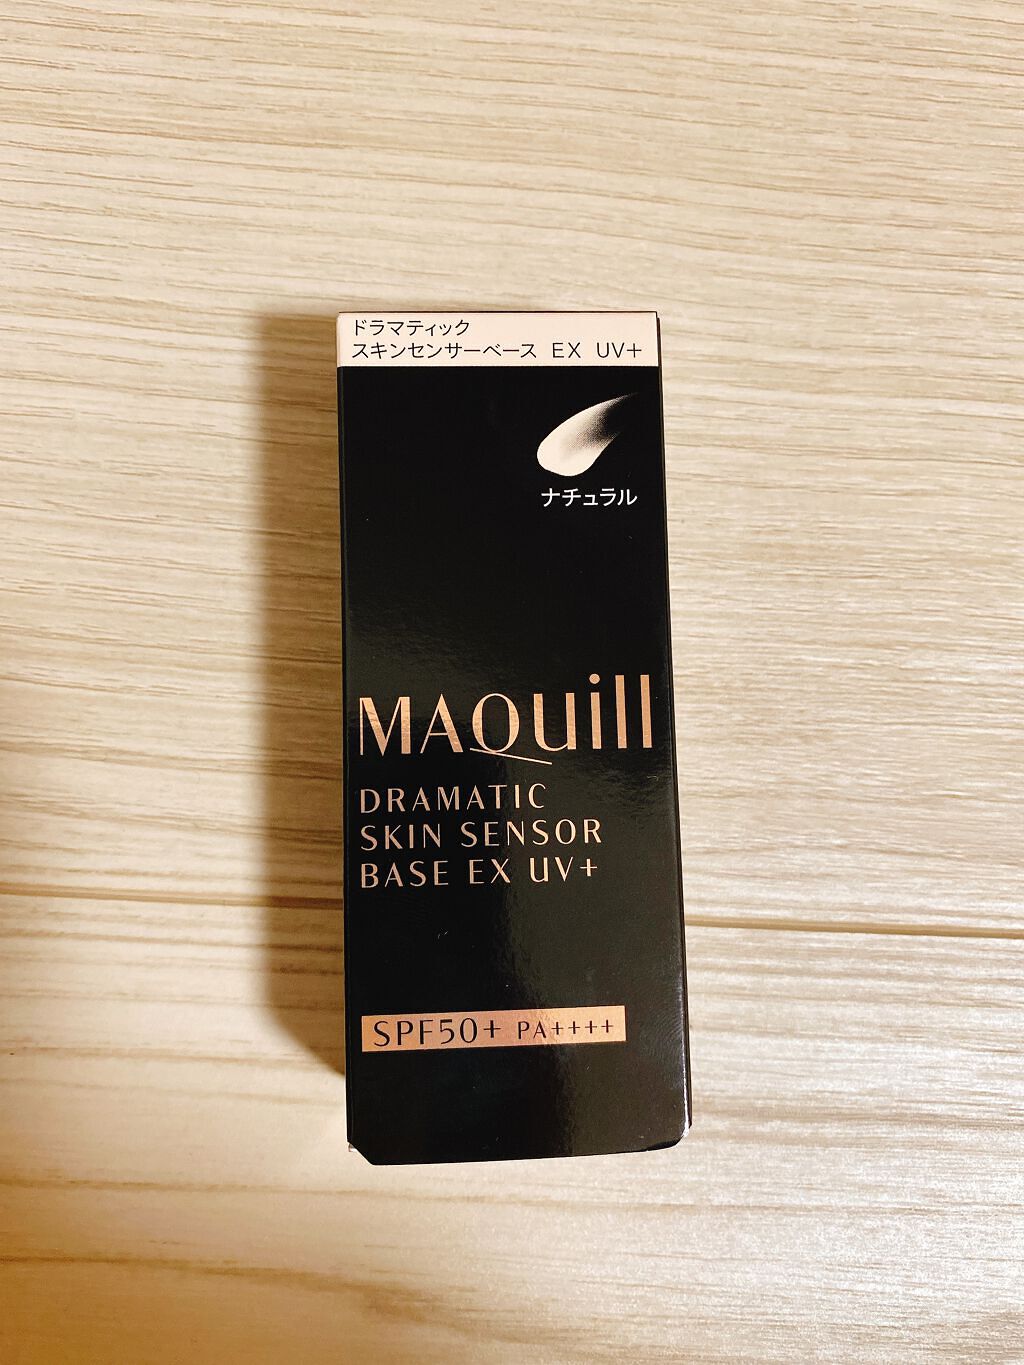 ドラマティック
スキンセンサーベース EX UV+
ナチュラル
MAQuill
DRAMATIC
SKIN SENSOR
BASE EX UV+
SPF50+ PA++++